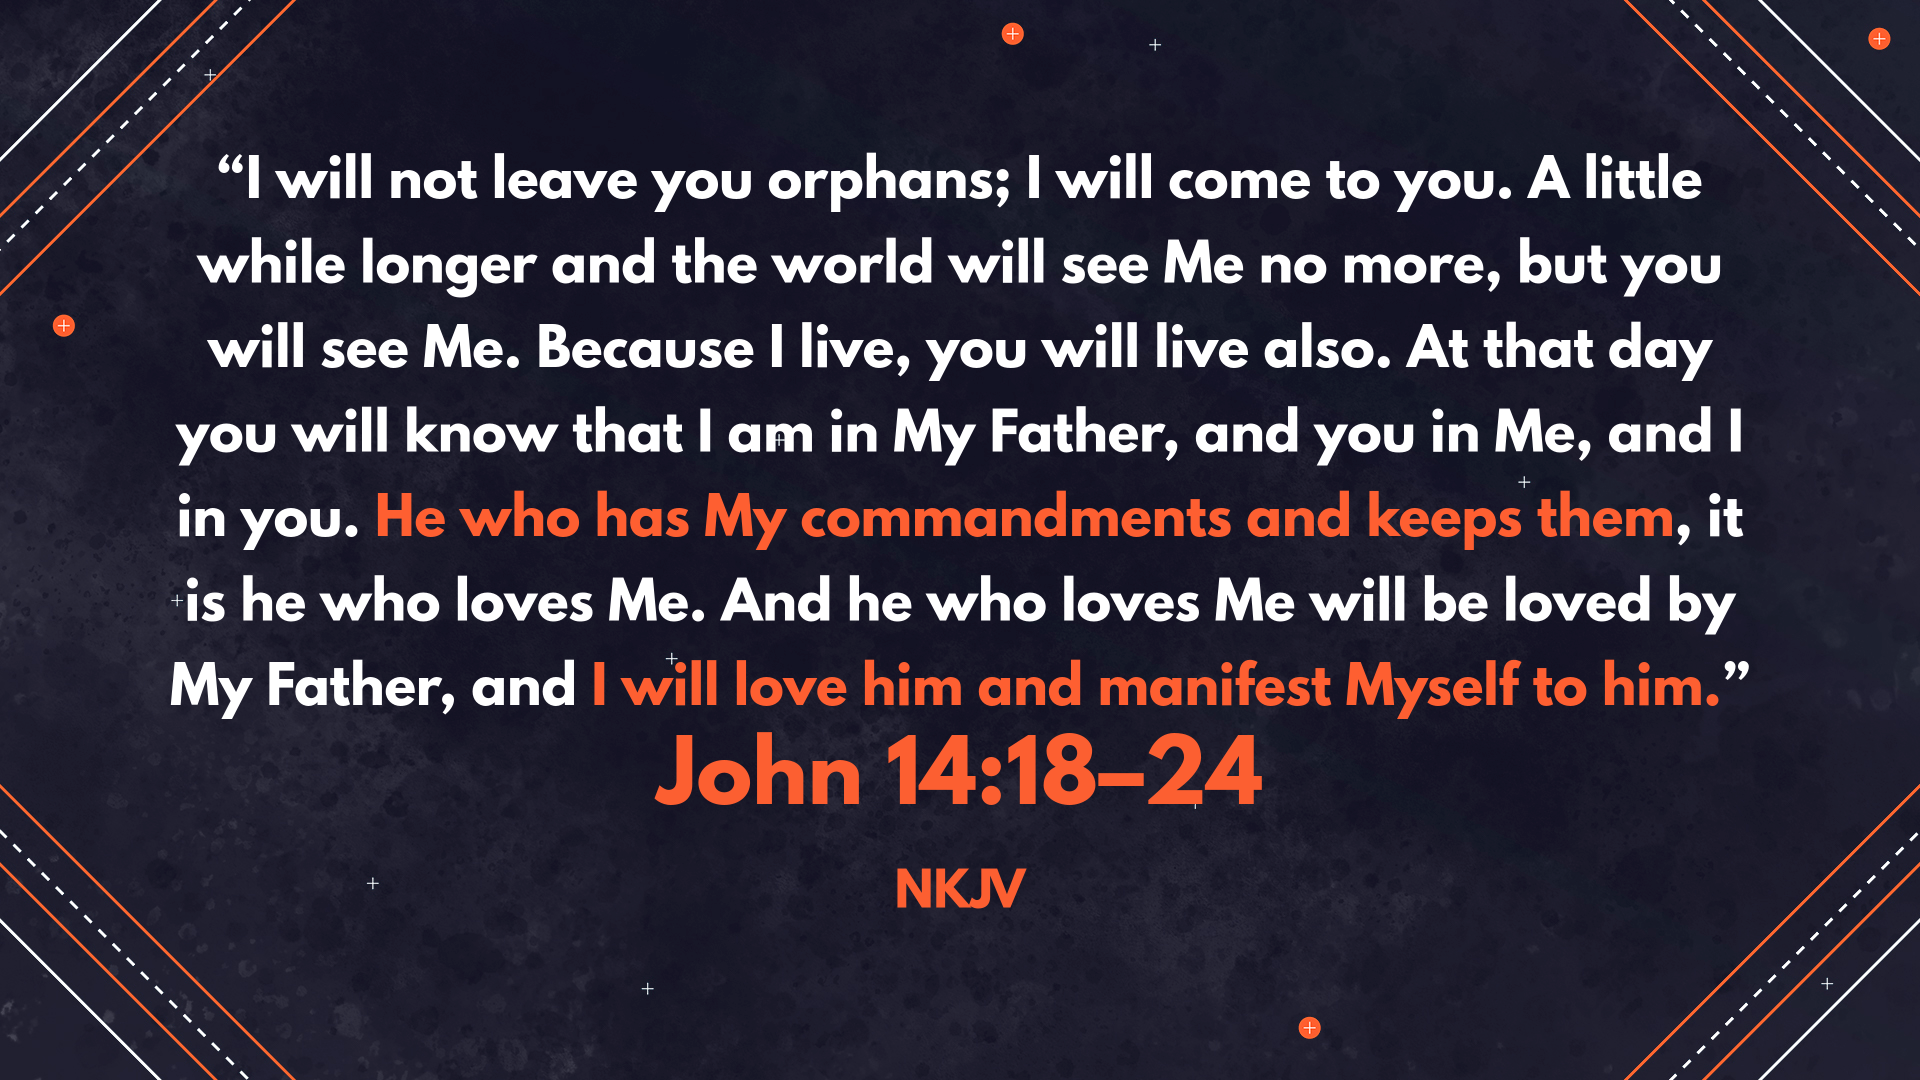 “I will not leave you orphans; I will come to you. A little
while longer and the world will see Me no more, but you
will see Me. Because I live, you will live also. At that day
you will know that I am in My Father, and you in Me, and I
in you. He who has My commandments and keeps them, it
is he who loves Me. And he who loves Me will be loved by
My Father, and I will love him and manifest Myself to him.”
John 14:18–24
NKJV